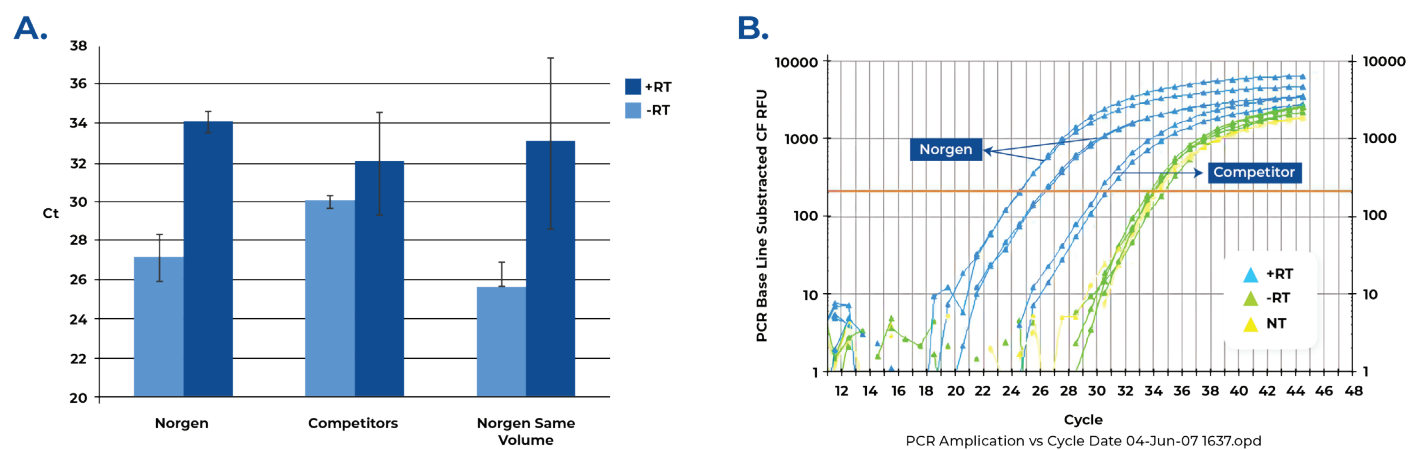 A.
38
36
34
32
30
28
26
24
22
20
Ct
Norgen
Competitors
Norgen Same
Volume
+RT
-RT
B.
PCR Base Line Substracted CF RFU
10000
1000
100
10
1
Norgen
Competitor
+RT
-RT
NT
10000
1000
100
10
1
12 14 16 18 20 22 24 26 28 30 32 34 36 38 40 42 44 46 48
Cycle
PCR Amplication vs Cycle Date 04-Jun-07 1637.opd